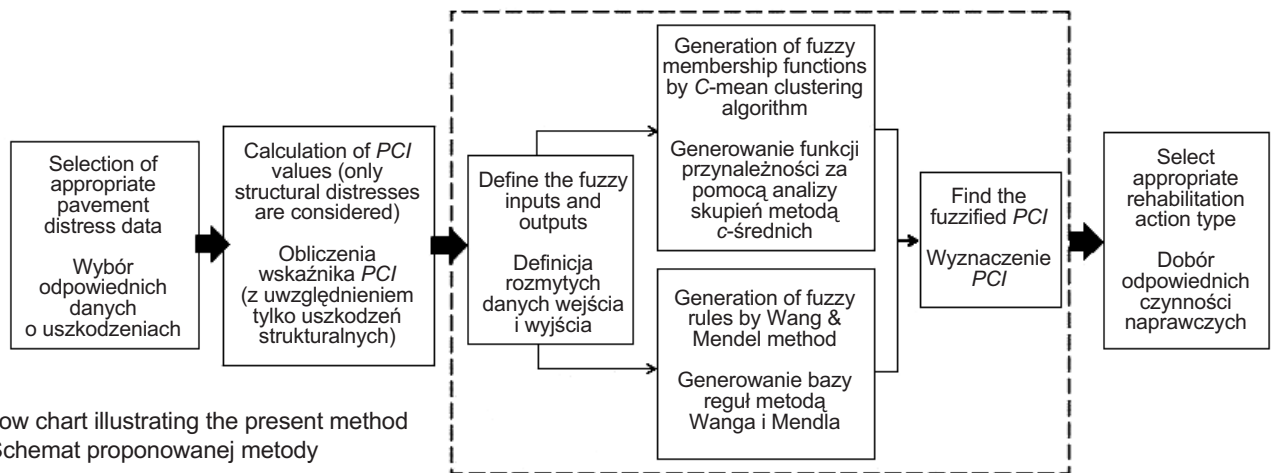 Selection of
appropriate
pavement
distress data
Wybór
odpowiednich
danych
o uszkodzeniach
Calculation of PCI
values (only
structural distresses
are considered)
Obliczenia
wskaźnika PCI
(z uwzględnieniem
tylko uszkodzeń
strukturalnych)
Define the fuzzy
inputs and
outputs
Definicja
rozmytych
danych wejścia
i wyjścia
Generation of fuzzy
membership functions
by C-mean clustering
algorithm
Generowanie funkcji
przynależności za
pomocą analizy
skupień metodą
c-średnich
Generation of fuzzy
rules by Wang &
Mendel method
Generowanie bazy
reguł metodą
Wanga i Mendla
Find the
fuzzified PCI
Wyznaczenie
PCI
Select
appropriate
rehabilitation
action type
Dobór
odpowiednich
czynności
naprawczych
ow chart illustrating the present method
Schemat proponowanej metody